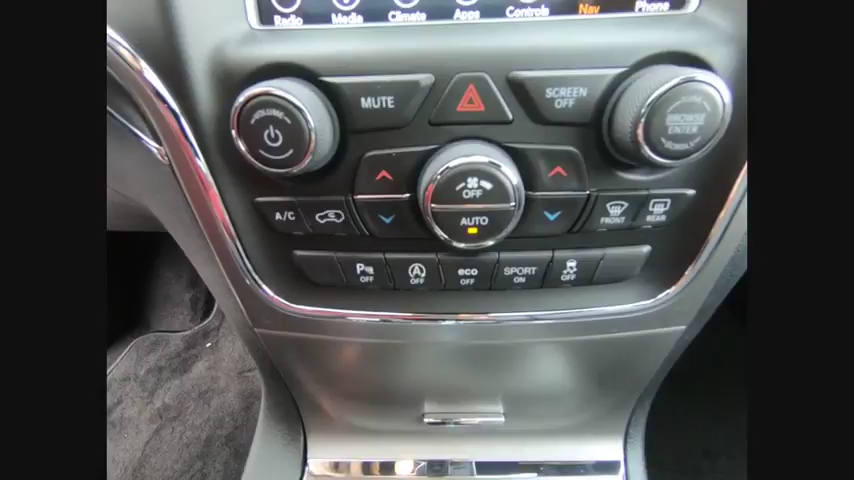 Radio Media Climate Apps Controls Nav Phone
MUTE
SCREEN
OFF
VOLUME
BROWSE
ENTER
OFF
AUTO
A/C
FRONT
REAR
P OFF
A OFF
eco
OFF
SPORT
ON
OFF